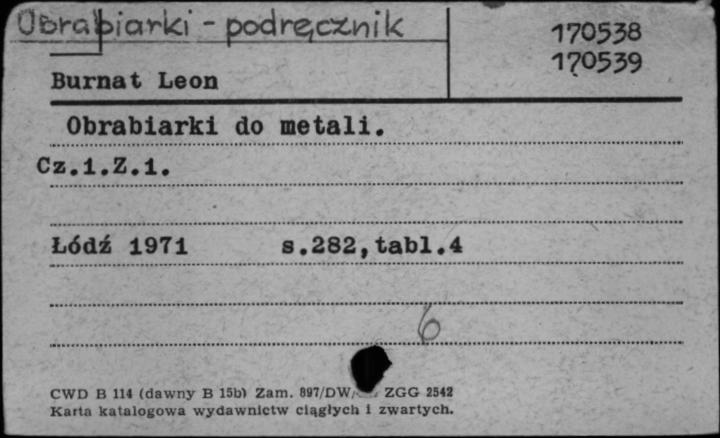 Obrabiarki - podręcznik
170538
170539
Burnat Leon
Obrabiarki do metali.
Cz.1.Z.1.
Łódź 1971 s.282,tabl.4
6
CWD B 114 (dawny B 15b) Zam. 897/DW/ ZGG 2542
Karta katalogowa wydawnictw ciągłych i zwartych.